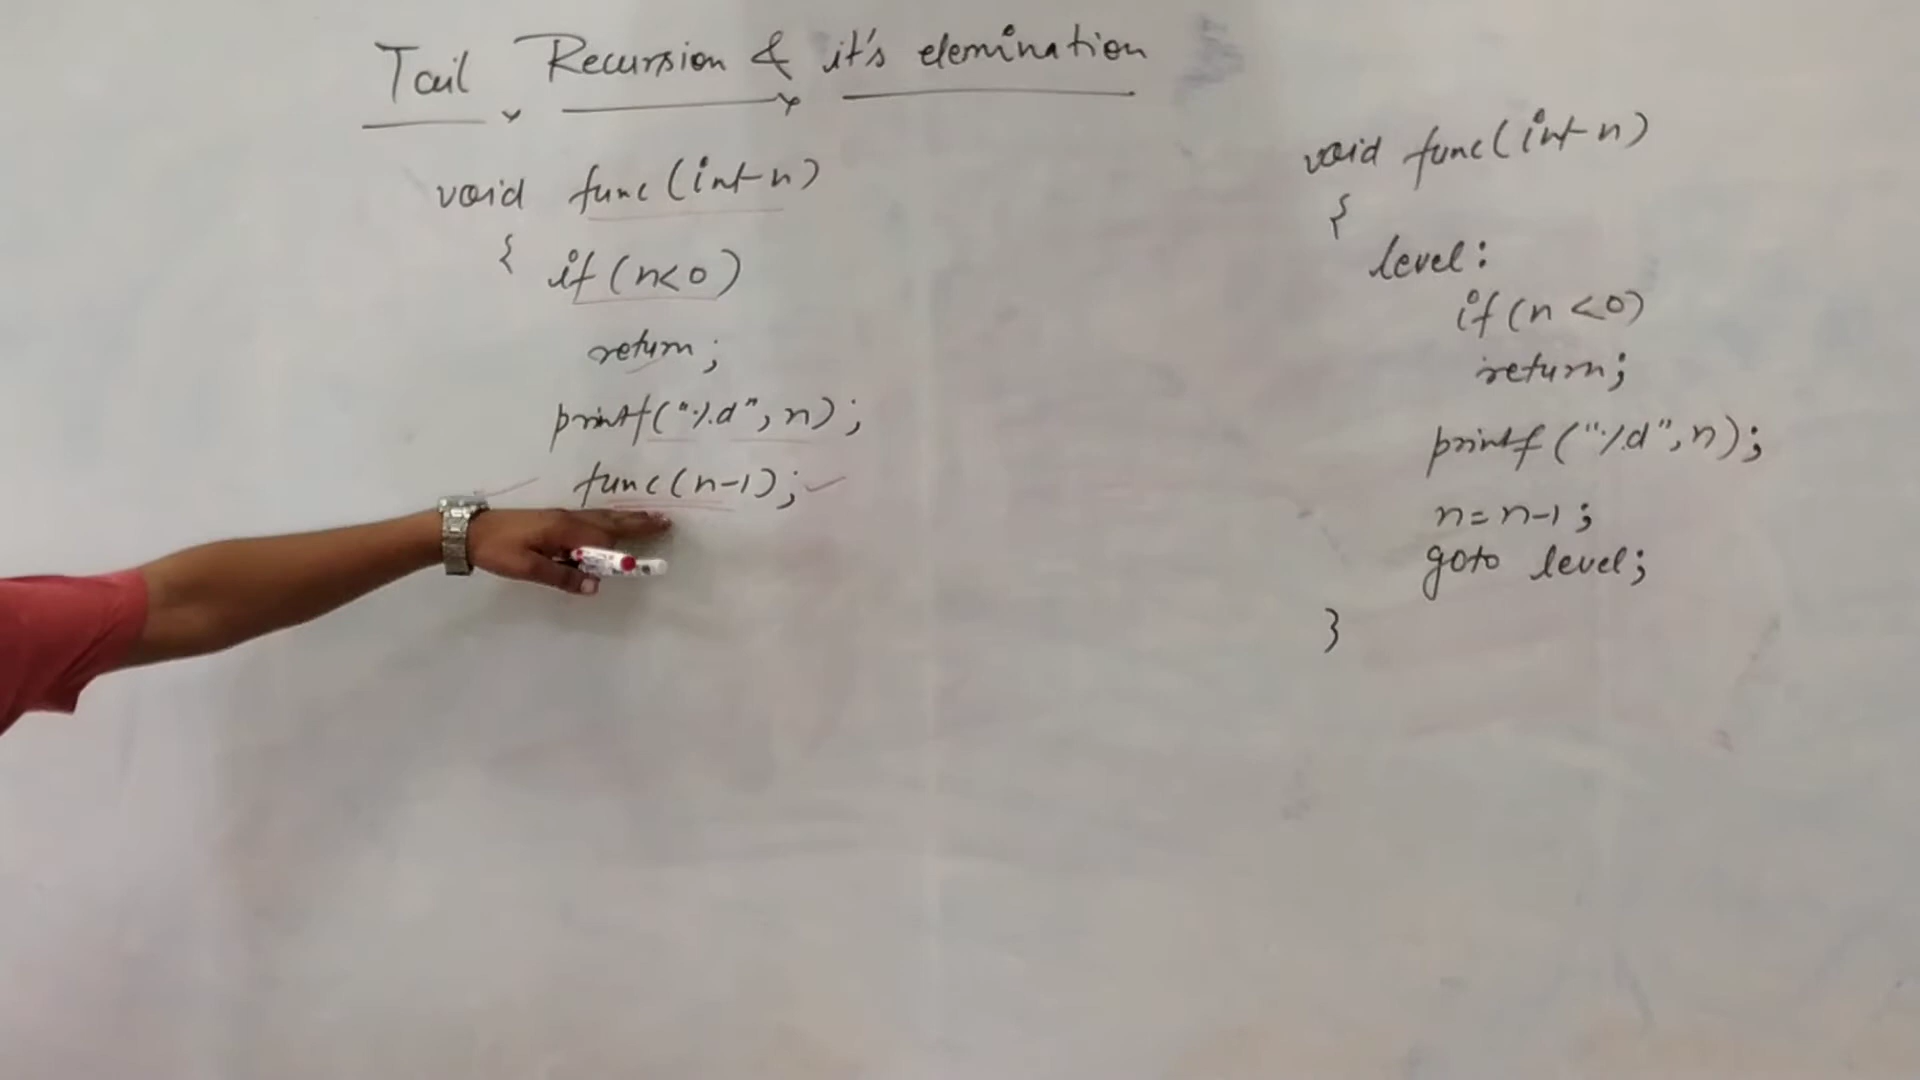 Tail Recursion & it's elemination
void func(int n)
{ if (n<0)
return;
printf("%d", n);
func(n-1);
void func(int n)
{
level:
if (n <0)
return;
printf("%d", n);
n=n-1;
goto level;
}